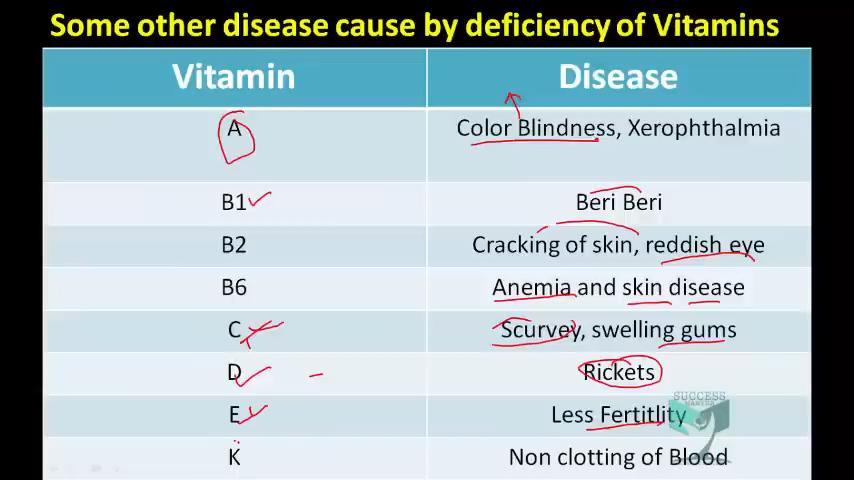 Some other disease cause by deficiency of Vitamins
Vitamin Disease
A Color Blindness, Xerophthalmia
B1 Beri Beri
B2 Cracking of skin, reddish eye
B6 Anemia and skin disease
C Scurvey, swelling gums
D Rickets
SUCCESS
E Less Fertitlity
K Non clotting of Blood